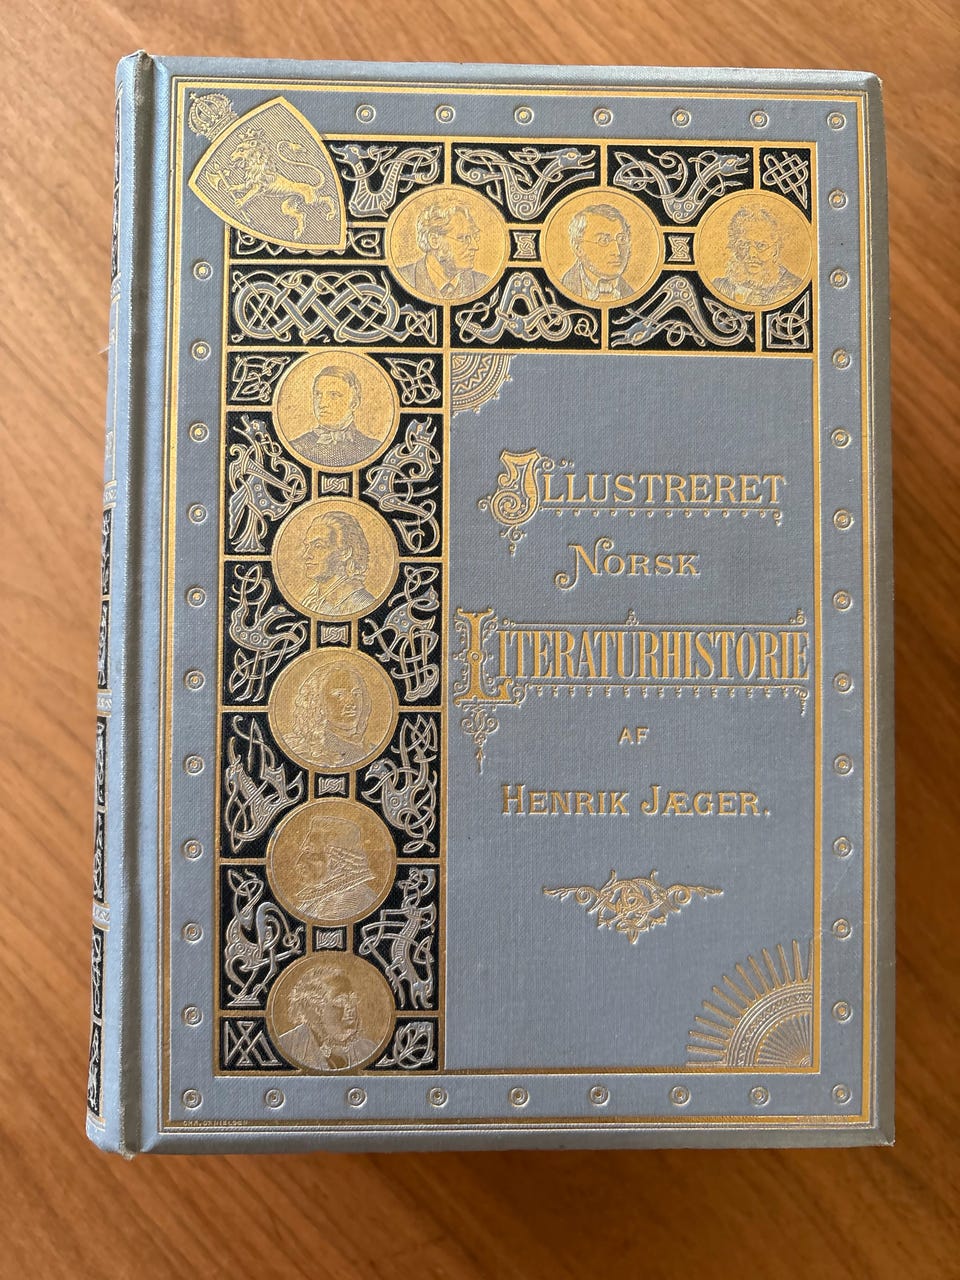 ILLUSTRERET
NORSK
LITERATURHISTORIE
AF
HENRIK JÆGER.